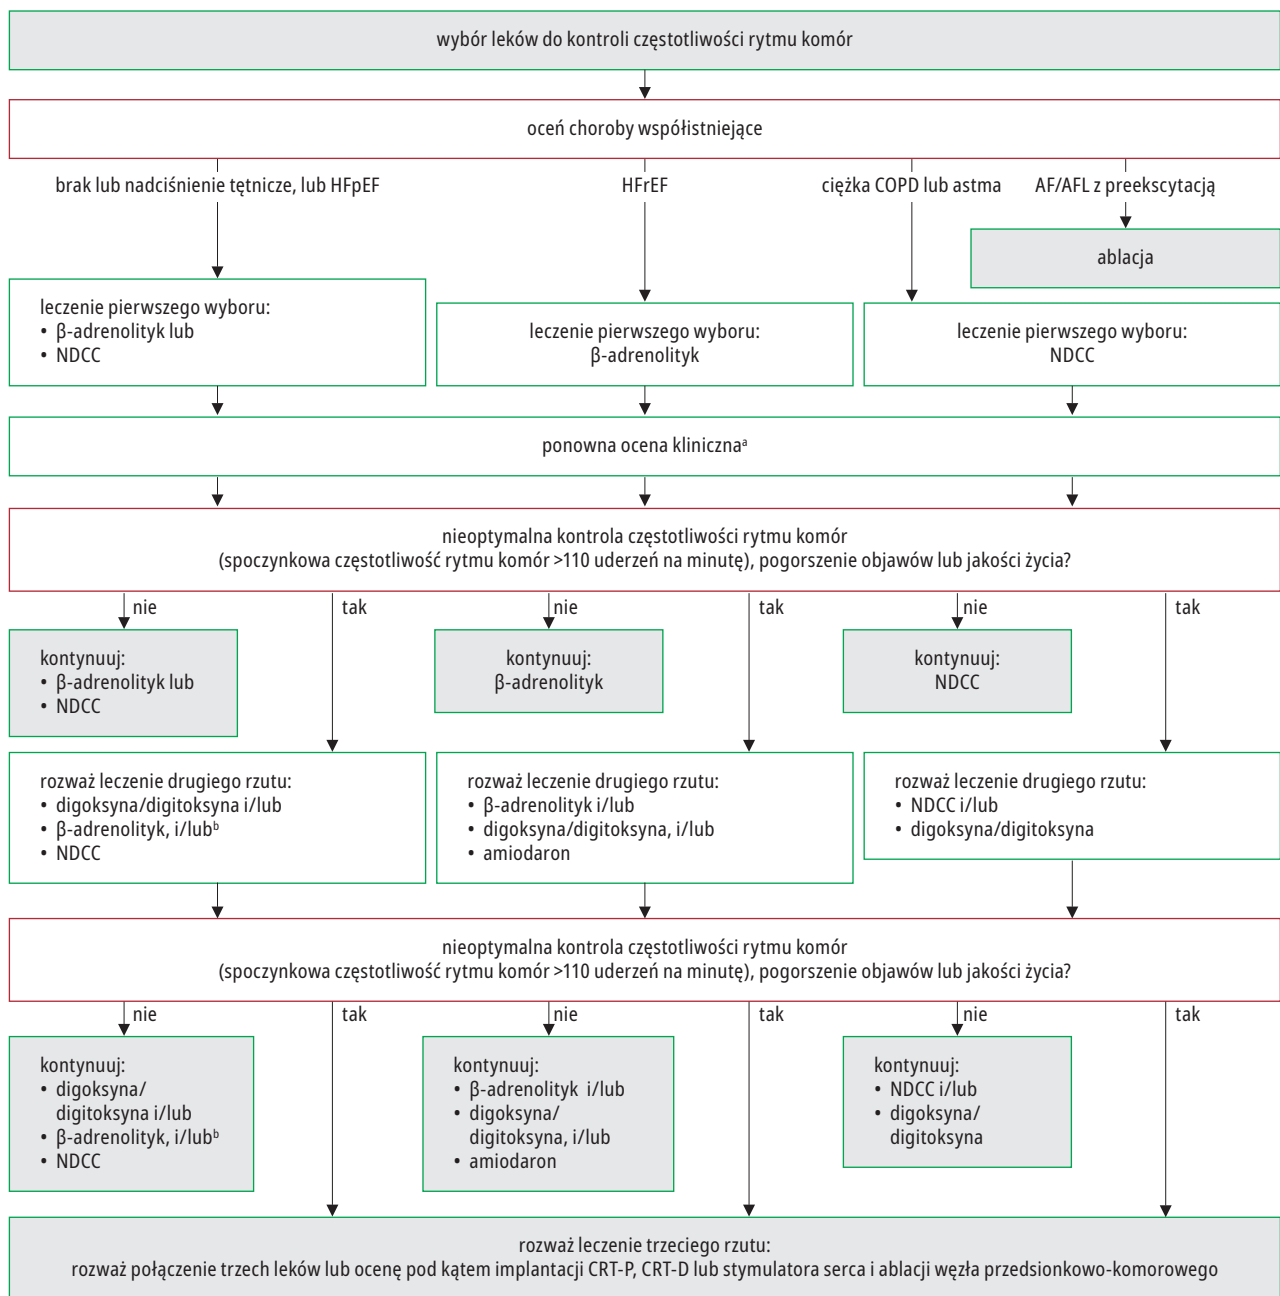 wybór leków do kontroli częstotliwości rytmu komór
oceń choroby współistniejące
brak lub nadciśnienie tętnicze, lub HFpEF
HFrEF
ciężka COPD lub astma
AF/AFL z preekscytacją
ablacja
leczenie pierwszego wyboru:
• β-adrenolityk lub
• NDCC
leczenie pierwszego wyboru:
β-adrenolityk
leczenie pierwszego wyboru:
NDCC
ponowna ocena klinicznaᵃ
nieoptymalna kontrola częstotliwości rytmu komór
(spoczynkowa częstotliwość rytmu komór >110 uderzeń na minutę), pogorszenie objawów lub jakości życia?
nie
tak
nie
tak
nie
tak
kontynuuj:
• β-adrenolityk lub
• NDCC
kontynuuj:
β-adrenolityk
kontynuuj:
NDCC
rozważ leczenie drugiego rzutu:
• digoksyna/digitoksyna i/lub
• β-adrenolityk, i/lubᵇ
• NDCC
rozważ leczenie drugiego rzutu:
• β-adrenolityk i/lub
• digoksyna/digitoksyna, i/lub
• amiodaron
rozważ leczenie drugiego rzutu:
• NDCC i/lub
• digoksyna/digitoksyna
nieoptymalna kontrola częstotliwości rytmu komór
(spoczynkowa częstotliwość rytmu komór >110 uderzeń na minutę), pogorszenie objawów lub jakości życia?
nie
tak
nie
tak
nie
tak
kontynuuj:
• digoksyna/
digitoksyna i/lub
• β-adrenolityk, i/lubᵇ
• NDCC
kontynuuj:
• β-adrenolityk i/lub
• digoksyna/
digitoksyna, i/lub
• amiodaron
kontynuuj:
• NDCC i/lub
• digoksyna/
digitoksyna
rozważ leczenie trzeciego rzutu:
rozważ połączenie trzech leków lub ocenę pod kątem implantacji CRT-P, CRT-D lub stymulatora serca i ablacji węzła przedsionkowo-komorowego